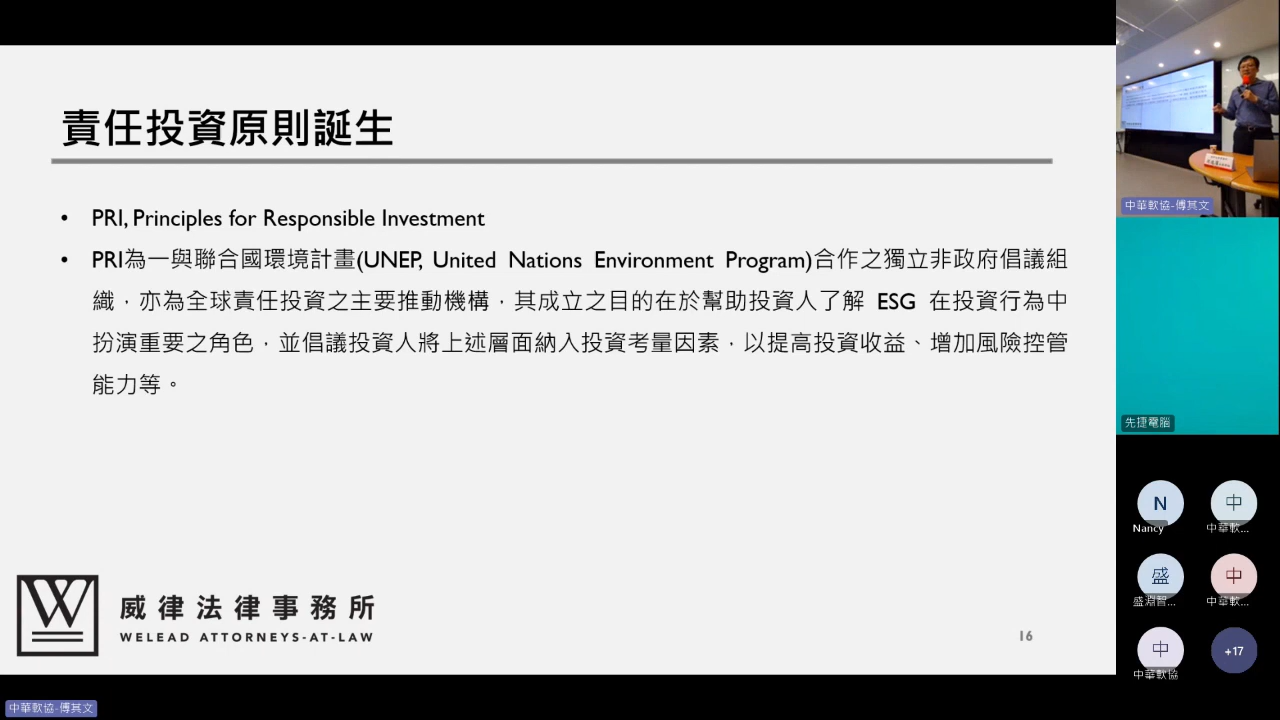 責任投資原則誕生
• PRI, Principles for Responsible Investment
• PRI為一與聯合國環境計畫(UNEP, United Nations Environment Program)合作之獨立非政府倡議組
織，亦為全球責任投資之主要推動機構，其成立之目的在於幫助投資人了解 ESG 在投資行為中
扮演重要之角色，並倡議投資人將上述層面納入投資考量因素，以提高投資收益、增加風險控管
能力等。
W
威律法律事務所
WELEAD ATTORNEYS-AT-LAW
16
中華軟協-傅其文
中華軟協-傅其文
先捷電腦
N
Nancy
中
中華軟...
盛
盛淵智...
中
中華軟...
中
中華軟協
+17